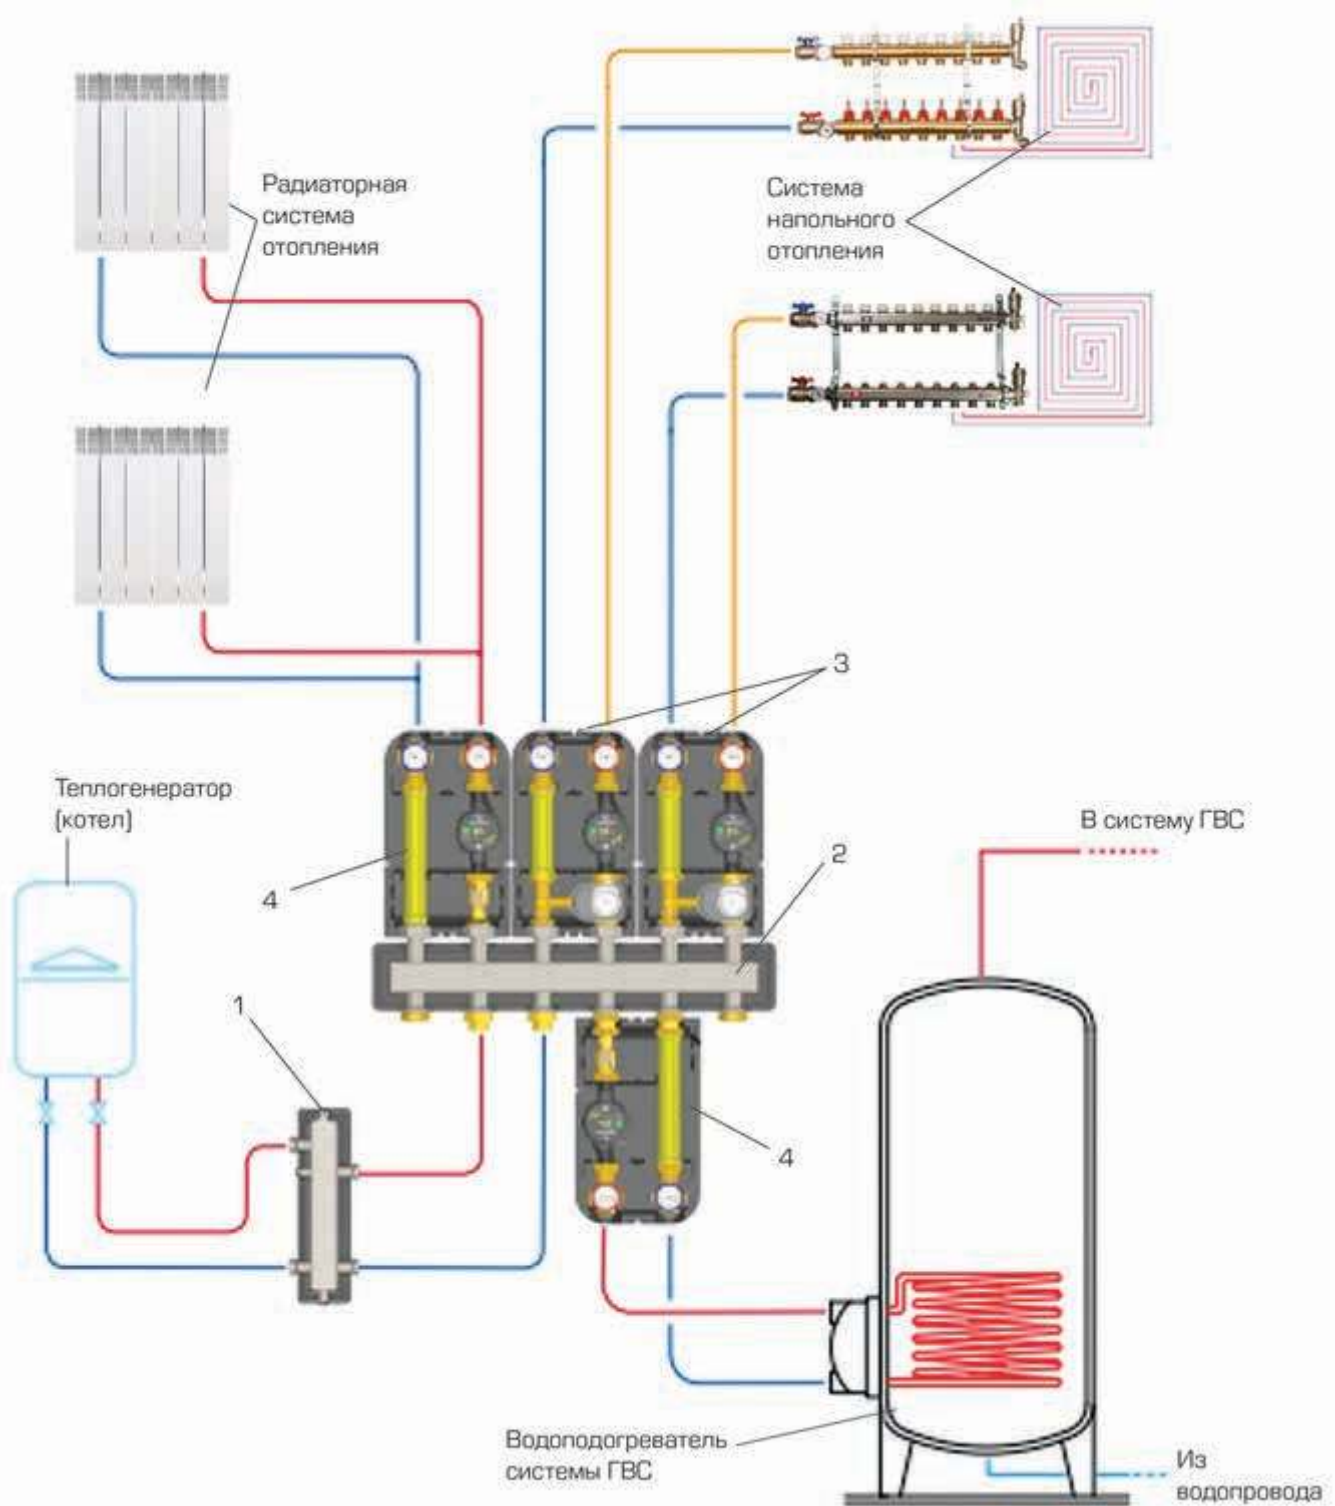 Радиаторная
система
отопления
Система
напольного
отопления
3
Теплогенератор
(котел)
В систему ГВС
2
4
1
4
Водоподогреватель
системы ГВС
Из
водопровода